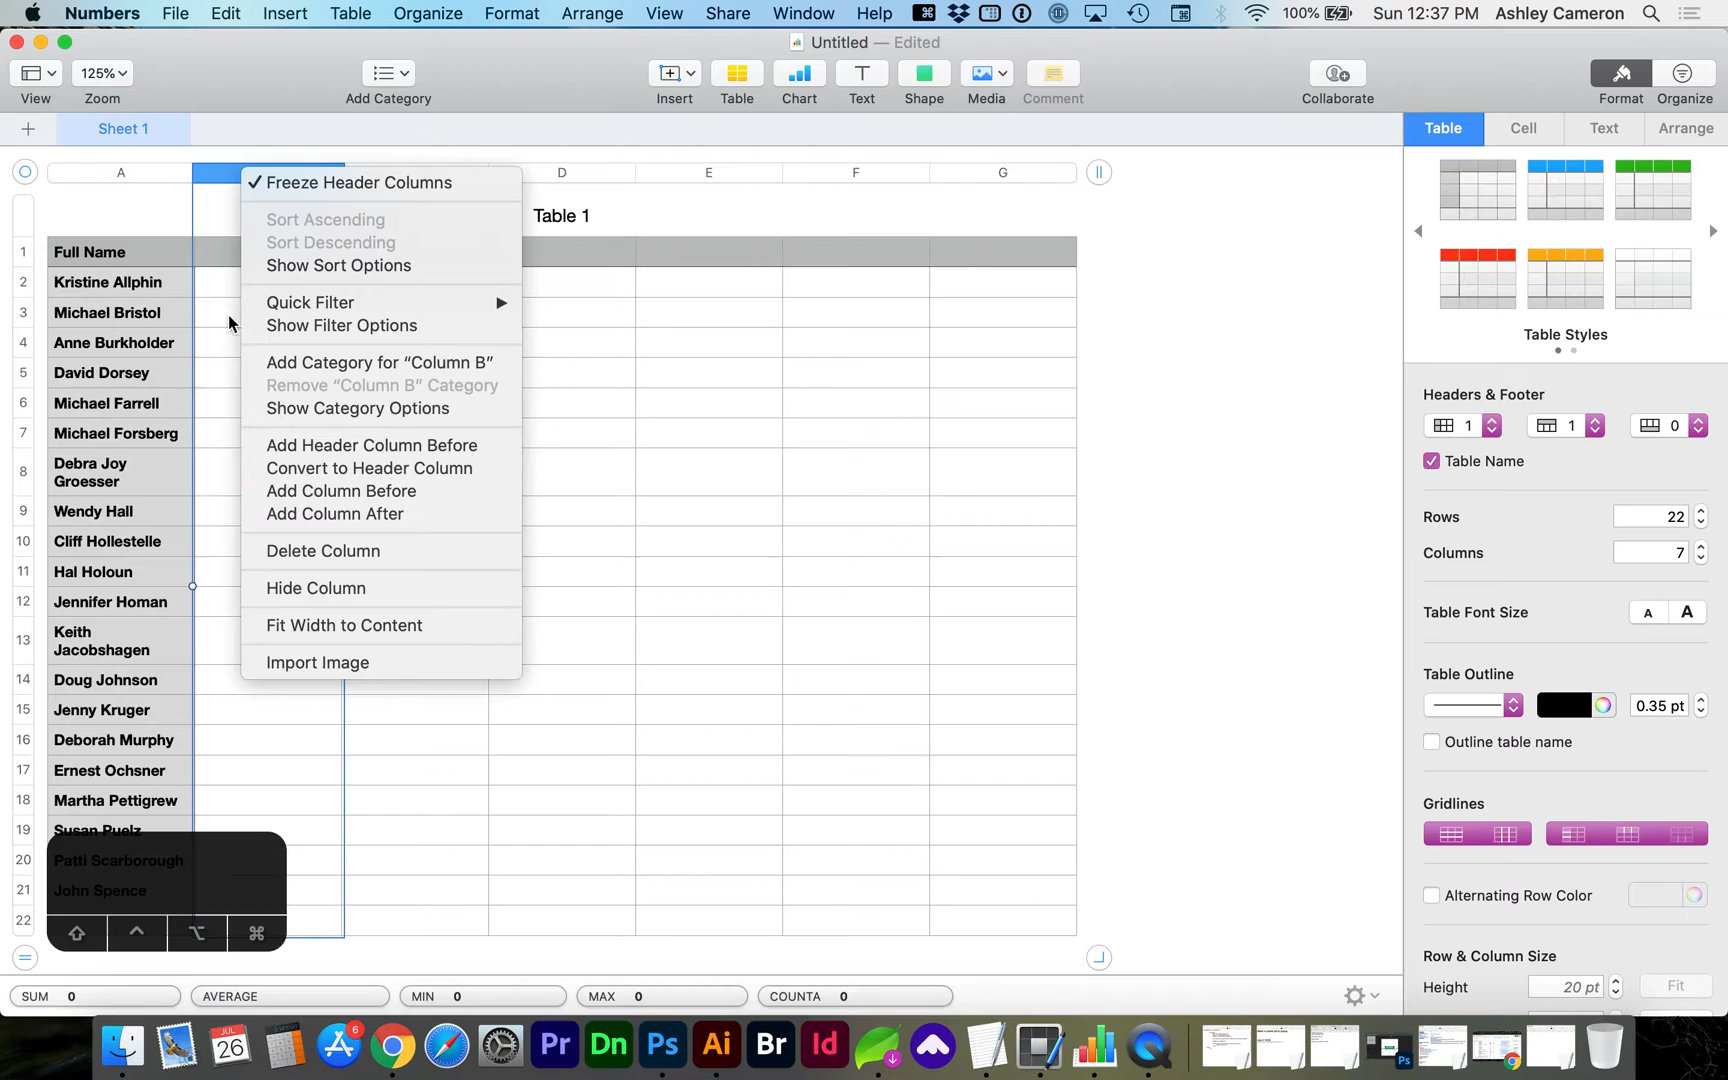 Numbers File Edit Insert Table Organize Format Arrange View Share Window Help 100% Sun 12:37 PM Ashley Cameron
Untitled — Edited
125%
View Zoom Add Category Insert Table Chart Text Shape Media Comment Collaborate Format Organize
Sheet 1
Table Cell Text Arrange
A D E F G
Table 1
Freeze Header Columns
Sort Ascending
Sort Descending
Show Sort Options
Quick Filter
Show Filter Options
Add Category for “Column B”
Remove “Column B” Category
Show Category Options
Add Header Column Before
Convert to Header Column
Add Column Before
Add Column After
Delete Column
Hide Column
Fit Width to Content
Import Image
1 Full Name
2 Kristine Allphin
3 Michael Bristol
4 Anne Burkholder
5 David Dorsey
6 Michael Farrell
7 Michael Forsberg
8 Debra Joy
Groesser
9 Wendy Hall
10 Cliff Hollestelle
11 Hal Holoun
12 Jennifer Homan
13 Keith
Jacobshagen
14 Doug Johnson
15 Jenny Kruger
16 Deborah Murphy
17 Ernest Ochsner
18 Martha Pettigrew
19 Susan Puelz
20 Patti Scarborough
21 John Spence
22
Table Styles
Headers & Footer
1 1 0
Table Name
Rows 22
Columns 7
Table Font Size A A
Table Outline
0.35 pt
Outline table name
Gridlines
Alternating Row Color
Row & Column Size
Height 20 pt Fit
SUM 0 AVERAGE MIN 0 MAX 0 COUNTA 0
JUL
26
6
Pr Dn Ps Ai Br Id
Ps